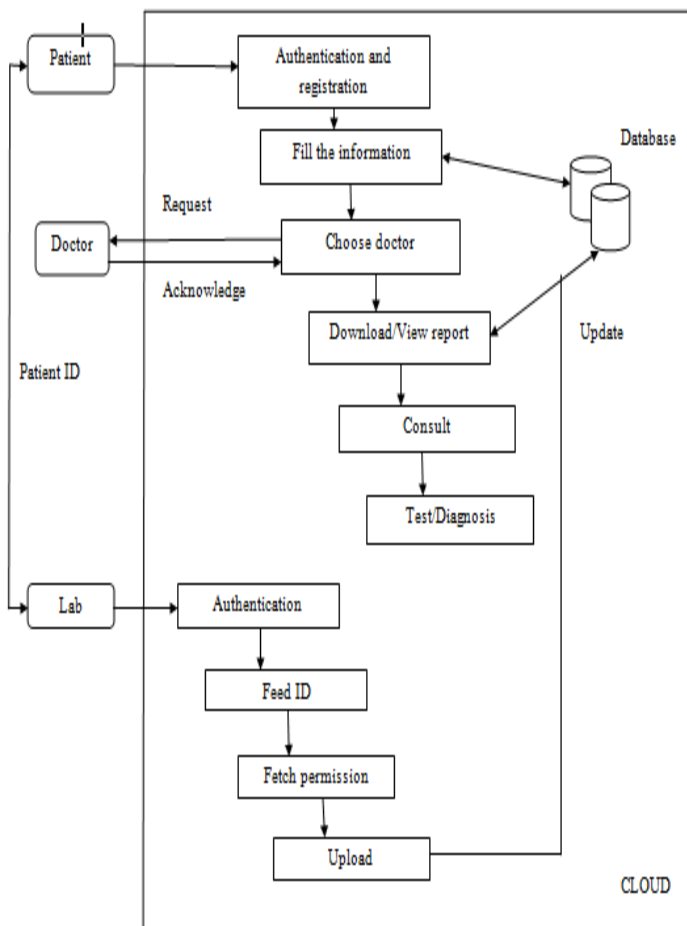 Patient
Authentication and
registration
Fill the information
Database
Request
Doctor
Choose doctor
Acknowledge
Download/View report
Update
Patient ID
Consult
Test/Diagnosis
Lab
Authentication
Feed ID
Fetch permission
Upload
CLOUD